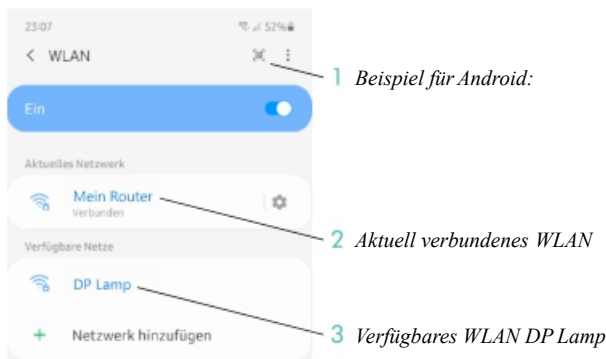 23:07 52%
< WLAN
1 Beispiel für Android:
Ein
Aktuelles Netzwerk
Mein Router
Verbunden
2 Aktuell verbundenes WLAN
Verfügbare Netze
DP Lamp
3 Verfügbares WLAN DP Lamp
+ Netzwerk hinzufügen